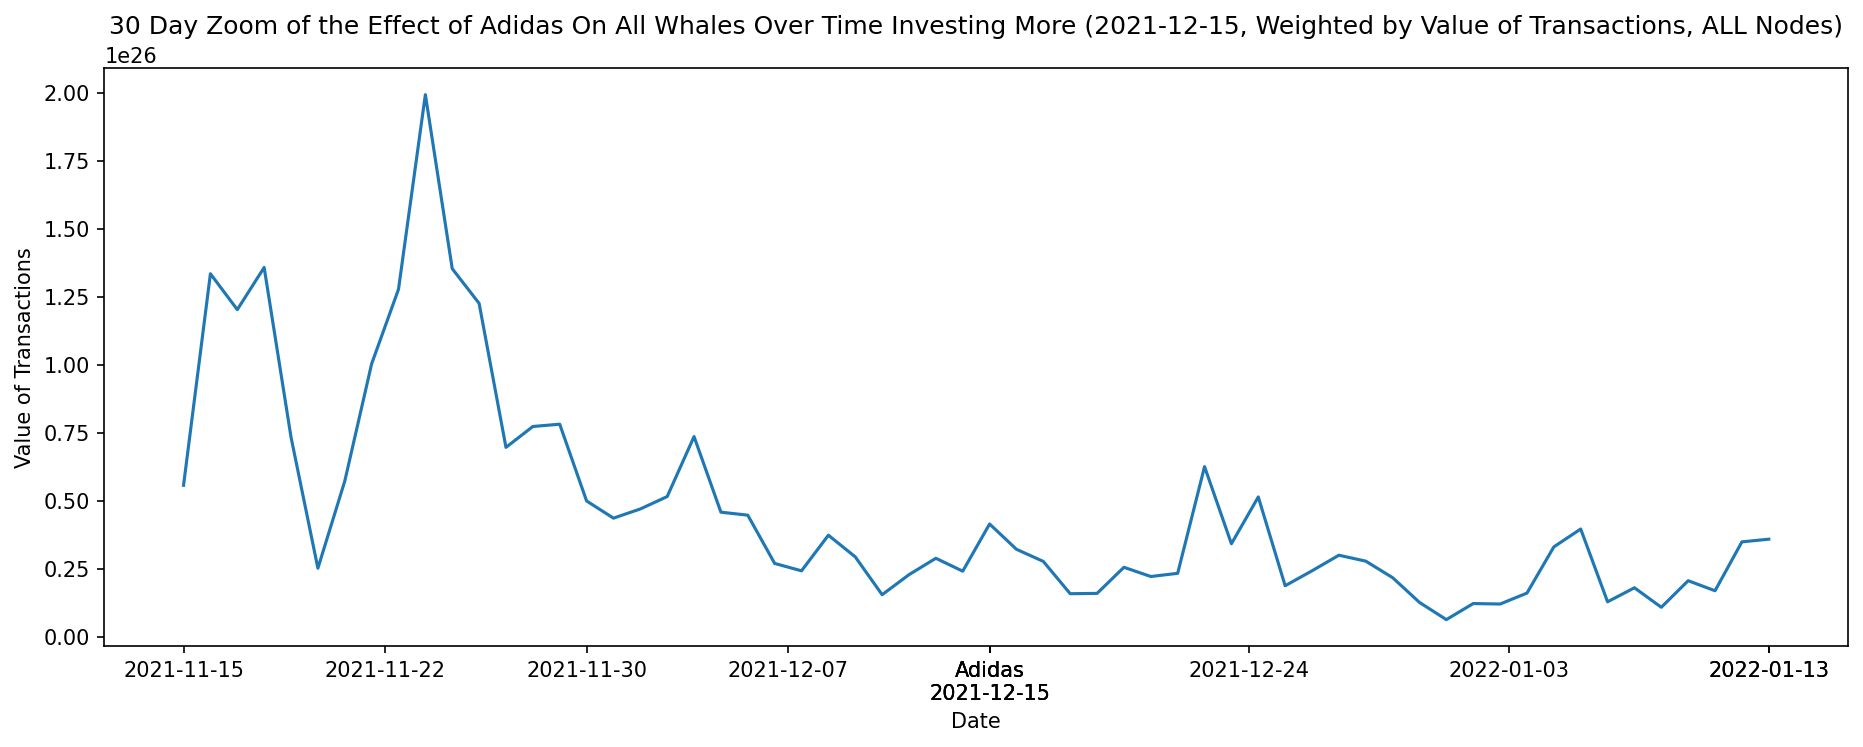 30 Day Zoom of the Effect of Adidas On All Whales Over Time Investing More (2021-12-15, Weighted by Value of Transactions, ALL Nodes)
1e26
2.00
1.75
1.50
1.25
1.00
0.75
0.50
0.25
0.00
Value of Transactions
2021-11-15 2021-11-22 2021-11-30 2021-12-07 Adidas 2021-12-24 2022-01-03 2022-01-13
2021-12-15
Date